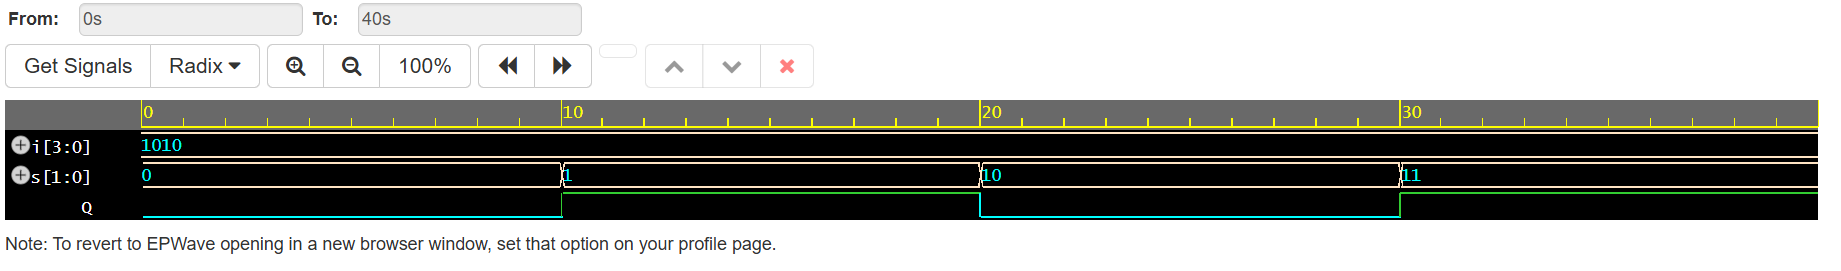 From: 0s To: 40s
Get Signals Radix 100%
0 10 20 30
i[3:0] 1010
s[1:0] 0 1 10 11
Q
Note: To revert to EPWave opening in a new browser window, set that option on your profile page.